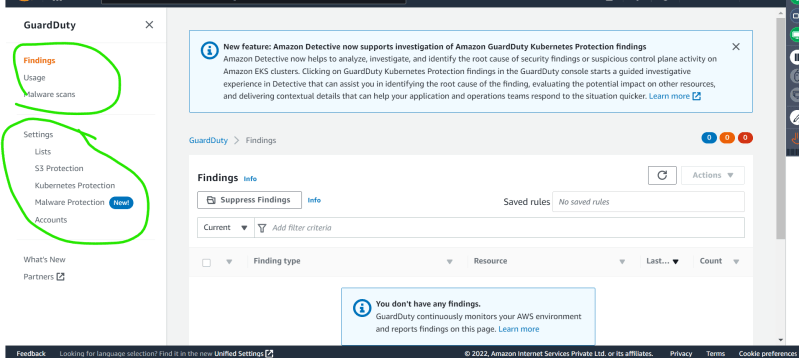 GuardDuty
Findings
Usage
Malware scans
Settings
Lists
S3 Protection
Kubernetes Protection
Malware Protection New!
Accounts
What's New
Partners
New feature: Amazon Detective now supports investigation of Amazon GuardDuty Kubernetes Protection findings
Amazon Detective now helps to analyze, investigate, and identify the root cause of security findings or suspicious control plane activity on
Amazon EKS clusters. Clicking on GuardDuty Kubernetes Protection findings in the GuardDuty console starts a guided investigative
experience in Detective that can assist you in identifying the root cause of the finding, evaluating the potential impact on other resources,
and delivering contextual details that can help your application and operations teams respond to the situation quicker. Learn more
GuardDuty > Findings
0 0 0
Findings Info
Actions
Suppress Findings Info
Saved rules No saved rules
Current Add filter criteria
Finding type Resource Last... Count
You don't have any findings.
GuardDuty continuously monitors your AWS environment
and reports findings on this page. Learn more
Feedback Looking for language selection? Find it in the new Unified Settings © 2022, Amazon Internet Services Private Ltd. or its affiliates. Privacy Terms Cookie preferences